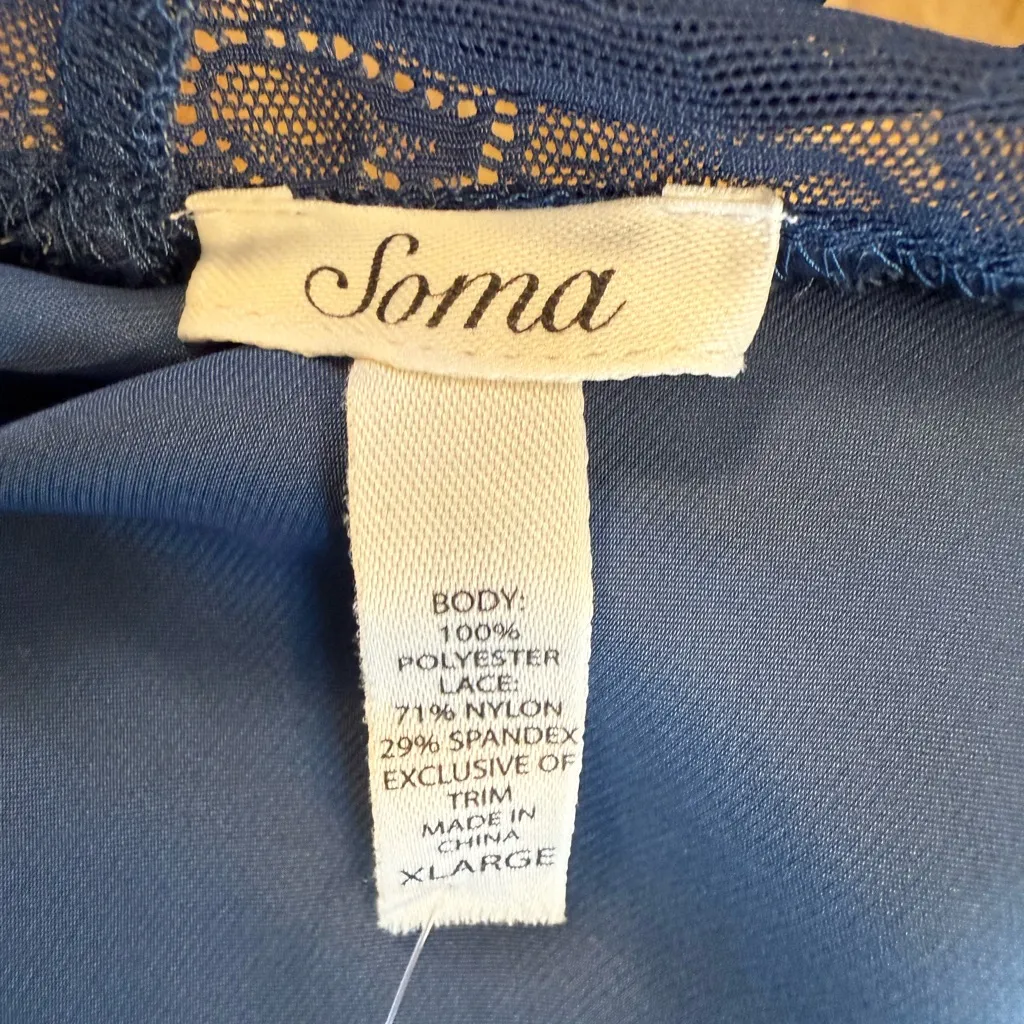 Soma
BODY:
100%
POLYESTER
LACE:
71% NYLON
29% SPANDEX
EXCLUSIVE OF
TRIM
MADE IN
CHINA
XLARGE